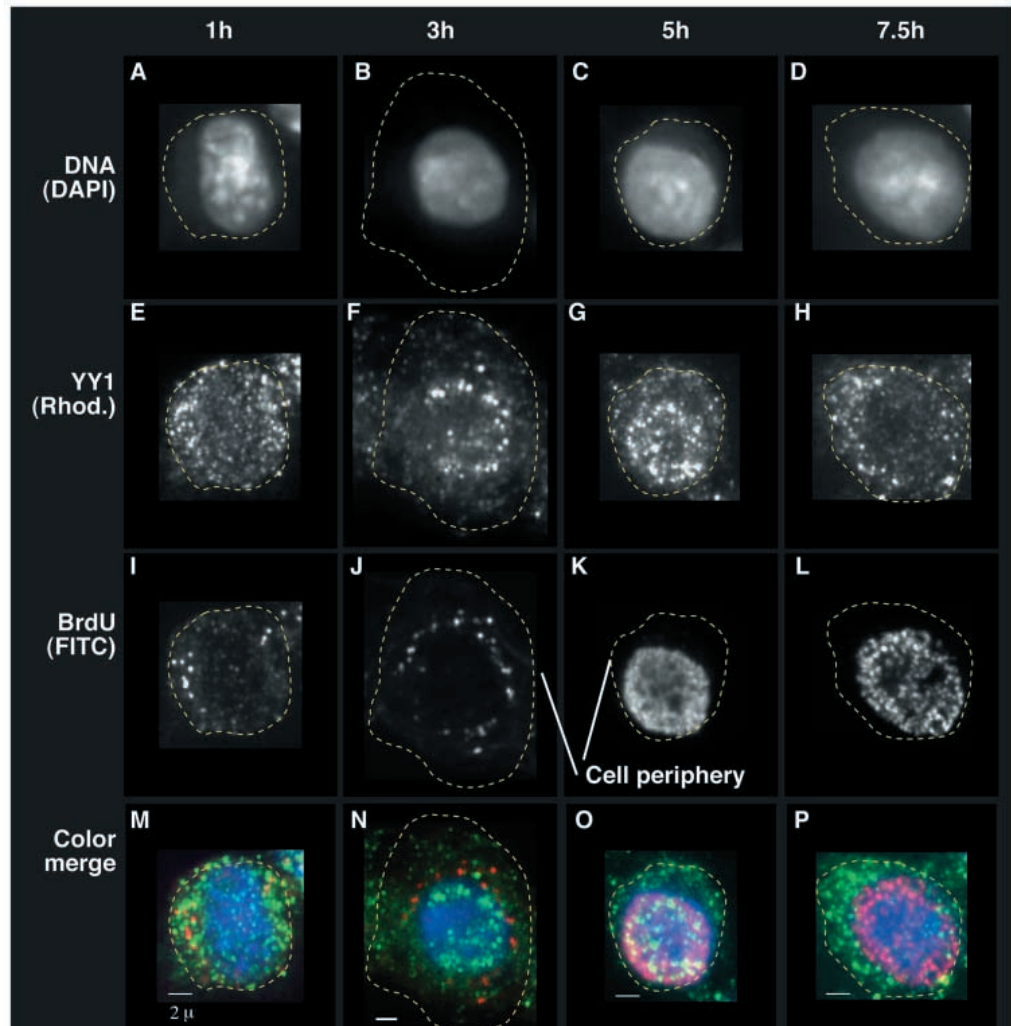 1h 3h 5h 7.5h
A B C D
DNA
(DAPI)
E F G H
YY1
(Rhod.)
I J K L
BrdU
(FITC)
Cell periphery
M N O P
Color
merge
2 µ